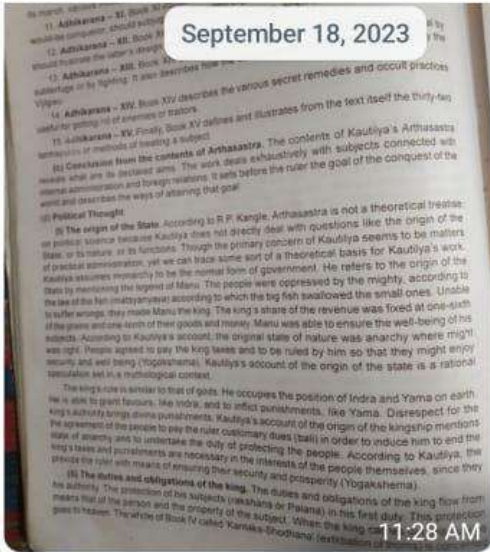 11. Adhikarana – XI. Book XI
September 18, 2023
would-be conqueror, should
12. Adhikarana – XII. Book
should frustrate the
13. Adhikarana – XIII. Book
subterfuge or by fighting. It also describes how the
14. Adhikarana – XIV. Book XIV describes the various secret remedies and occult practices
useful for getting rid of enemies or traitors.
15. Adhikarana – XV. Finally, Book XV defines and illustrates from the text itself the thirty-two
or methods of treating a subject.
Conclusion from the contents of Arthasastra. The contents of Kautilya's Arthasastra
what are its declared aims. The work deals exhaustively with subjects connected with
internal administration and foreign relations. It sets before the ruler the goal of the conquest of the
world and describes the ways of attaining that goal.
Political Thought
(i) The origin of the State. According to R.P. Kangle, Arthasastra is not a theoretical treatise
on political science because Kautilya does not directly deal with questions like the origin of the
State, or its nature, or its functions. Though the primary concern of Kautilya seems to be matters
of practical administration, yet we can trace some sort of a theoretical basis for Kautilya's work.
Kautilya assumes monarchy to be the normal form of government. He refers to the origin of the
State by mentioning the legend of Manu. The people were oppressed by the mighty, according to
the law of the fish (matsyanyaya) according to which the big fish swallowed the small ones. Unable
to suffer wrongs, they made Manu the king. The king's share of the revenue was fixed at one-sixth
of the grains and one-tenth of their goods and money. Manu was able to ensure the well-being of his
subjects. According to Kautilya's account, the original state of nature was anarchy where might
was right. People agreed to pay the king taxes and to be ruled by him so that they might enjoy
security and well being (Yogakshema). Kautilya's account of the origin of the state is a rational
speculation set in a mythological context.
The king's role is similar to that of gods. He occupies the position of Indra and Yama on earth.
He is able to grant favours, like Indra, and to inflict punishments, like Yama. Disrespect for the
king's authority brings divine punishments. Kautilya's account of the origin of the kingship mentions
the agreement of the people to pay the ruler customary dues (bali) in order to induce him to end the
state of anarchy and to undertake the duty of protecting the people. According to Kautilya, the
king's taxes and punishments are necessary in the interests of the people themselves, since they
provide the ruler with means of ensuring their security and prosperity (Yogakshema).
(ii) The duties and obligations of the king. The duties and obligations of the king flow from
his authority. The protection of his subjects (rakshana or Palana) is his first duty. This protection
means that of the person and the property of the subject. When the king
goes to heaven. The whole of Book IV called 'Kantaka-Shodhana'
11:28 AM